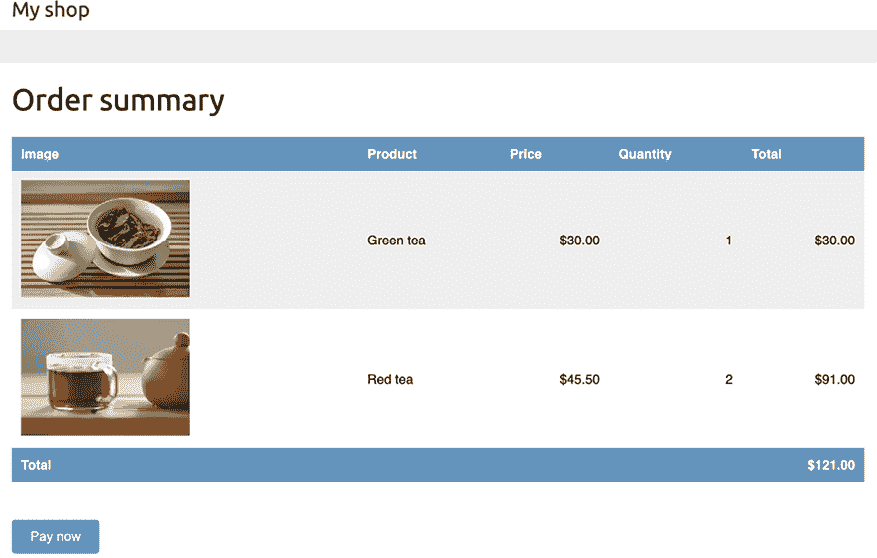 My shop
Order summary
Image Product Price Quantity Total
Green tea $30.00 1 $30.00
Red tea $45.50 2 $91.00
Total $121.00
Pay now